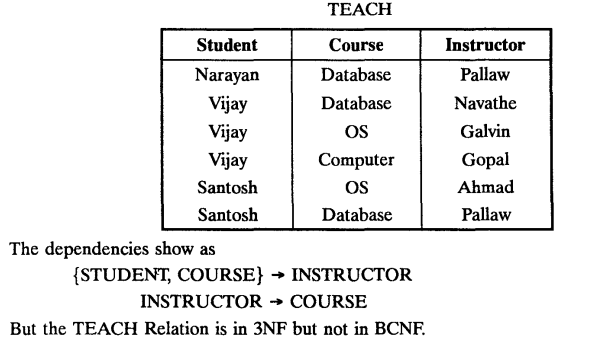 TEACH
Student Course Instructor
Narayan Database Pallaw
Vijay Database Navathe
Vijay OS Galvin
Vijay Computer Gopal
Santosh OS Ahmad
Santosh Database Pallaw
The dependencies show as
{STUDENT, COURSE} → INSTRUCTOR
INSTRUCTOR → COURSE
But the TEACH Relation is in 3NF but not in BCNF.